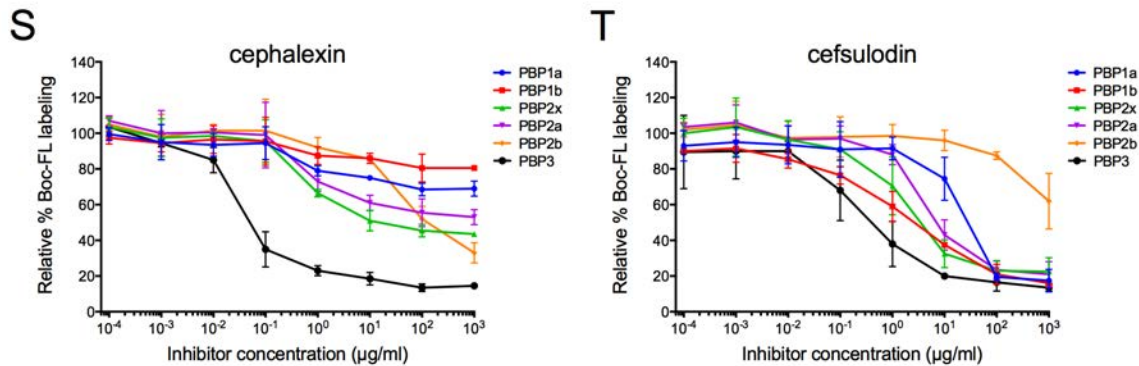 S
cephalexin
Relative % Boc-FL labeling
140
120
100
80
60
40
20
0
10⁻⁴ 10⁻³ 10⁻² 10⁻¹ 10⁰ 10¹ 10² 10³
Inhibitor concentration (µg/ml)
PBP1a
PBP1b
PBP2x
PBP2a
PBP2b
PBP3
T
cefsulodin
Relative % Boc-FL labeling
140
120
100
80
60
40
20
0
10⁻⁴ 10⁻³ 10⁻² 10⁻¹ 10⁰ 10¹ 10² 10³
Inhibitor concentration (µg/ml)
PBP1a
PBP1b
PBP2x
PBP2a
PBP2b
PBP3